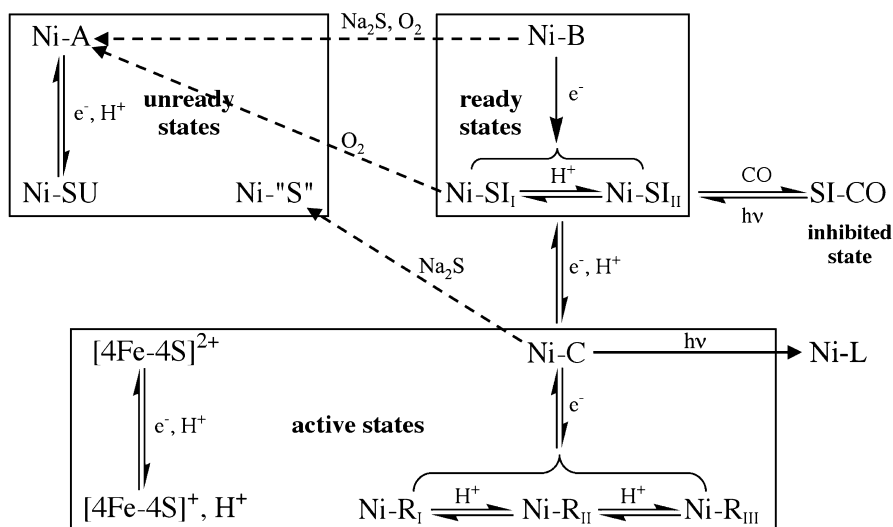 Ni-A
Na₂S, O₂
Ni-B
e⁻, H⁺
unready
states
ready
states
e⁻
O₂
Ni-SU
Ni-"S"
Ni-SI_I
H⁺
Ni-SI_II
CO
hν
SI-CO
inhibited
state
Na₂S
e⁻, H⁺
[4Fe-4S]²⁺
Ni-C
hν
Ni-L
e⁻, H⁺
active states
e⁻
[4Fe-4S]⁺, H⁺
Ni-R_I
H⁺
Ni-R_II
H⁺
Ni-R_III